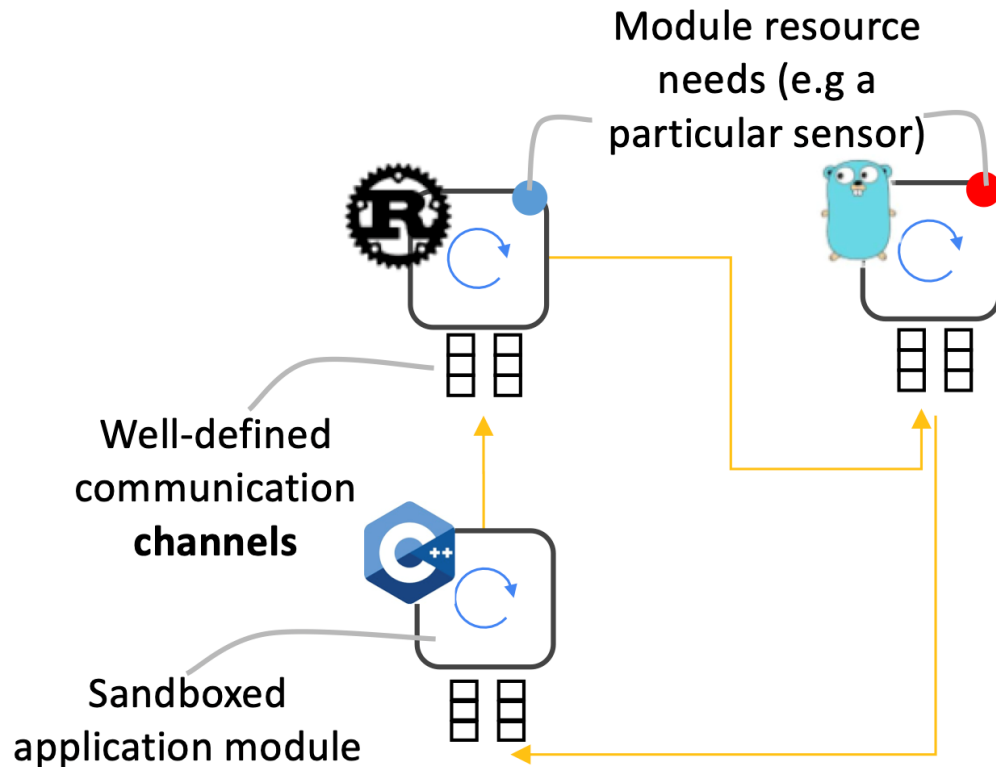 Module resource
needs (e.g a
particular sensor)
R
Well-defined
communication
channels
C++
Sandboxed
application module